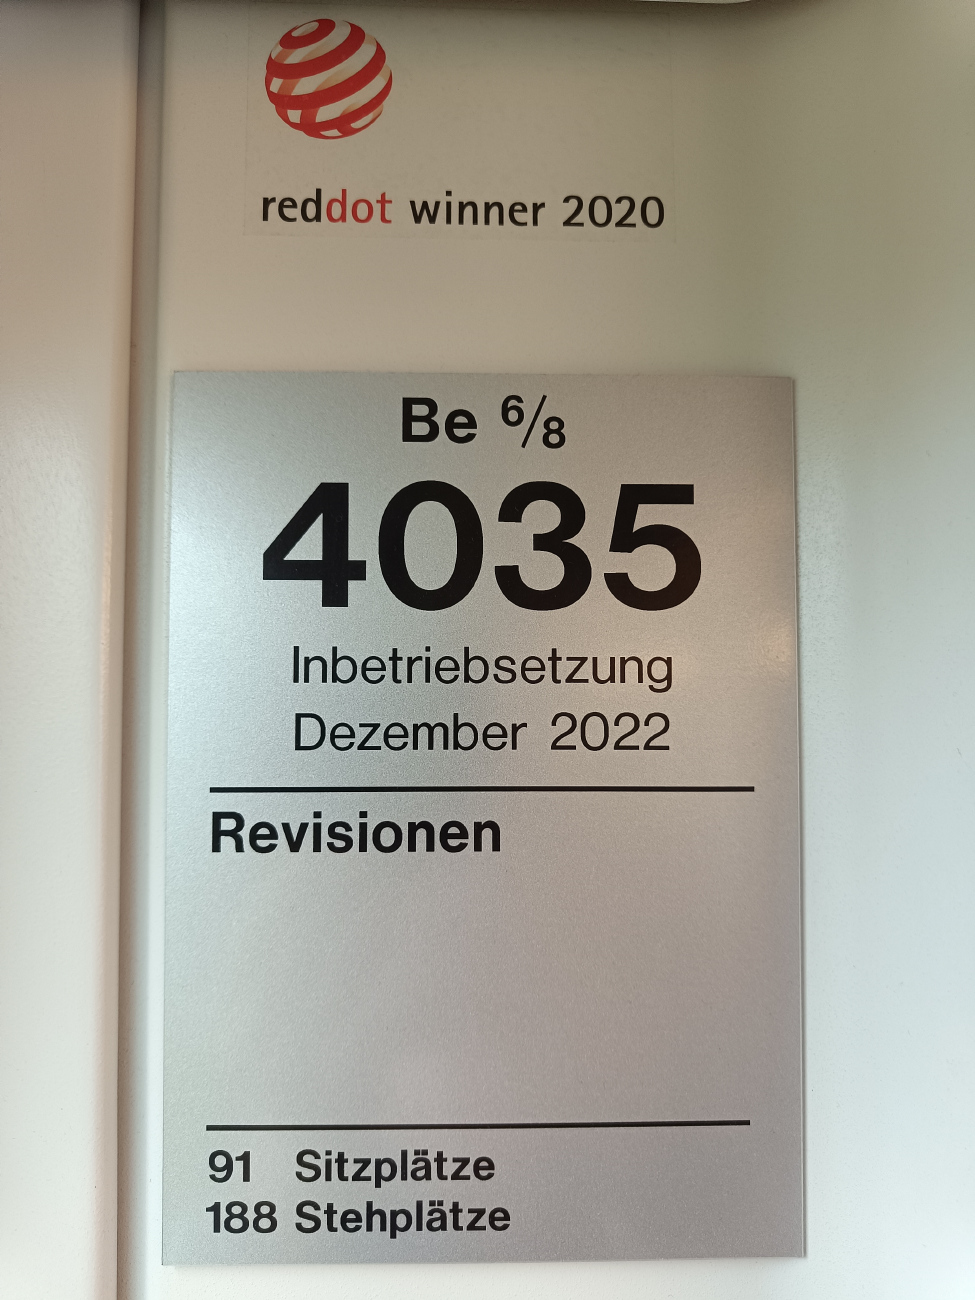 reddot winner 2020
Be 6/8
4035
Inbetriebsetzung
Dezember 2022
Revisionen
91 Sitzplätze
188 Stehplätze